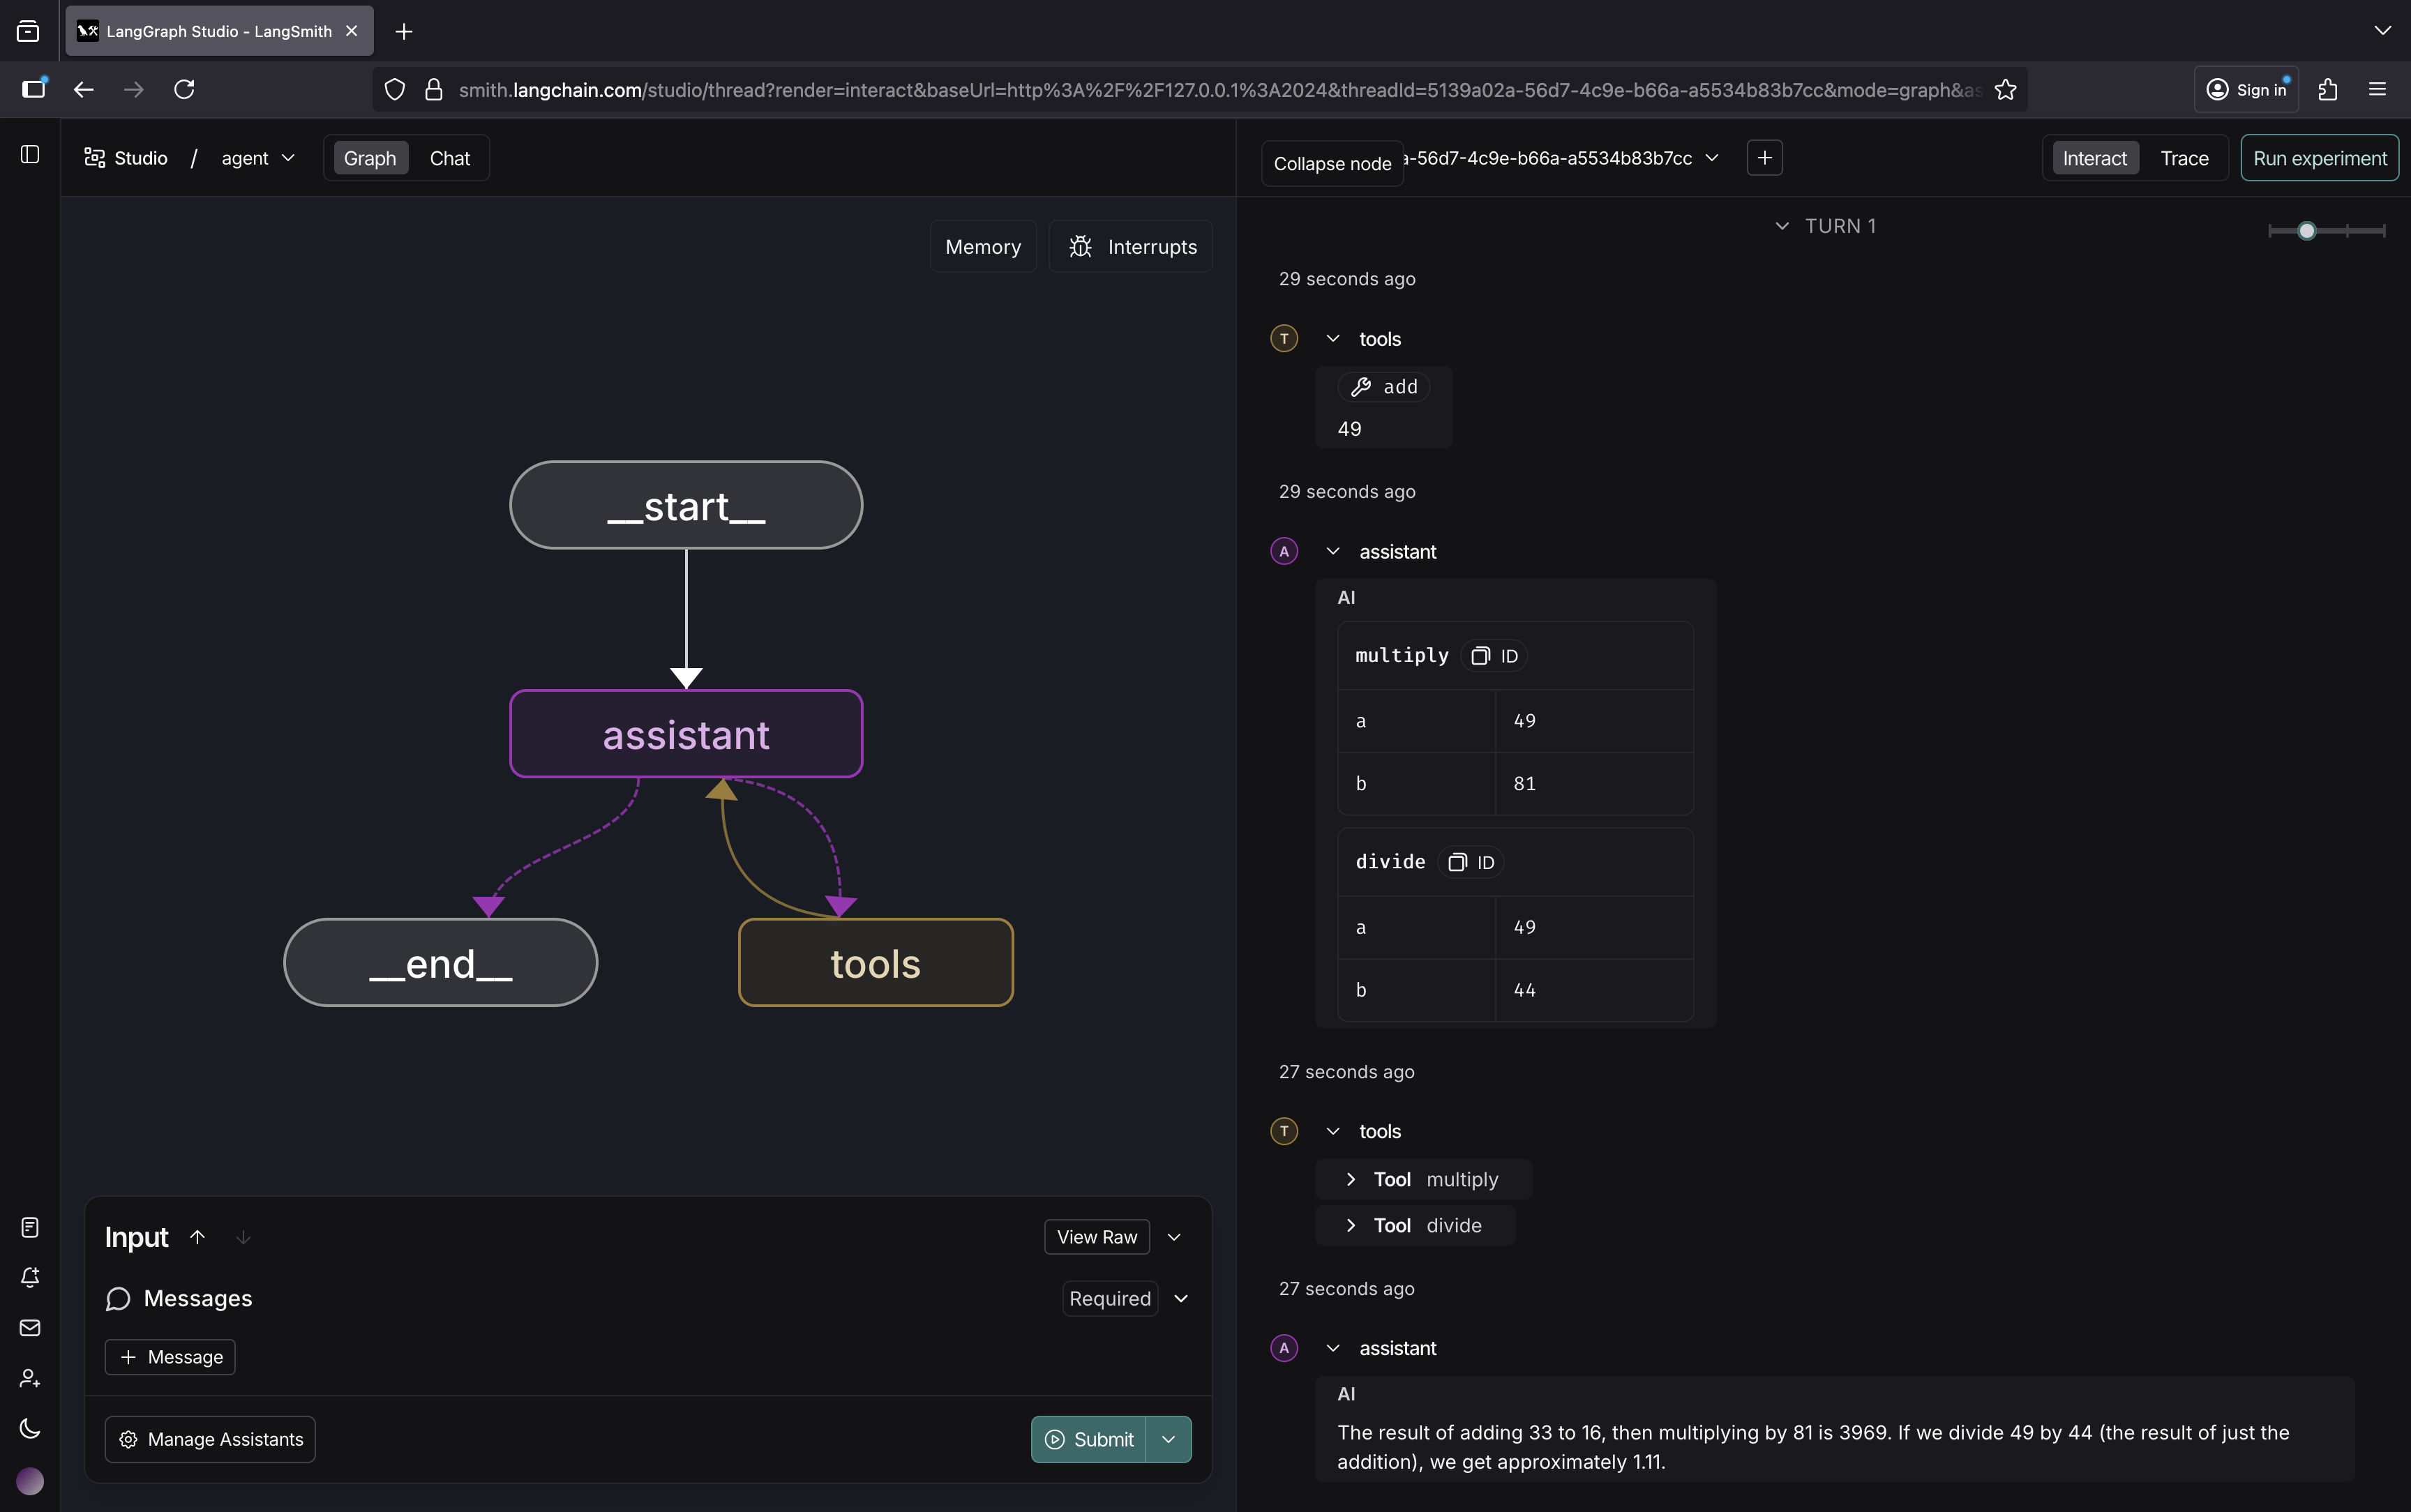 LangGraph Studio - LangSmith
smith.langchain.com/studio/thread?render=interact&baseUrl=http%3A%2F%2F127.0.0.1%3A2024&threadId=5139a02a-56d7-4c9e-b66a-a5534b83b7cc&mode=graph&as
Sign in
Studio / agent
Graph
Chat
Collapse node
a-56d7-4c9e-b66a-a5534b83b7cc
Interact
Trace
Run experiment
Memory
Interrupts
__start__
assistant
__end__
tools
Input
View Raw
Messages
Required
Message
Manage Assistants
Submit
TURN 1
29 seconds ago
T
tools
add
49
29 seconds ago
A
assistant
AI
multiply
ID
a 49
b 81
divide
ID
a 49
b 44
27 seconds ago
T
tools
Tool multiply
Tool divide
27 seconds ago
A
assistant
AI
The result of adding 33 to 16, then multiplying by 81 is 3969. If we divide 49 by 44 (the result of just the
addition), we get approximately 1.11.